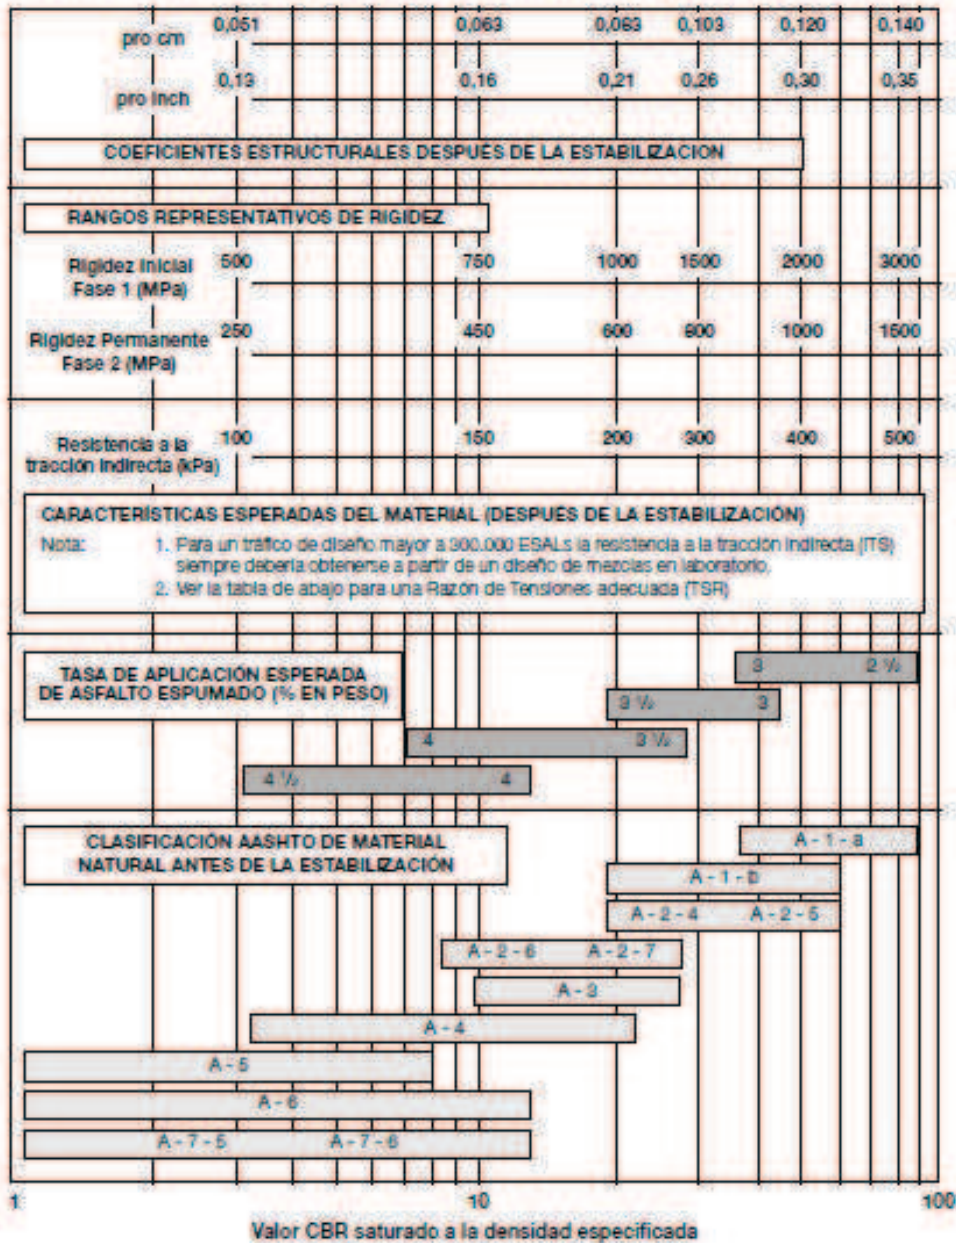 pro cm 0,051 0,063 0,083 0,103 0,120 0,140
pro inch 0,13 0,16 0,21 0,26 0,30 0,35
COEFICIENTES ESTRUCTURALES DESPUÉS DE LA ESTABILIZACION
RANGOS REPRESENTATIVOS DE RIGIDEZ
Rigidez Inicial
Fase 1 (MPa)
500 750 1000 1500 2000 3000
Rigidez Permanente
Fase 2 (MPa)
250 450 600 800 1000 1500
Resistencia a la
tracción indirecta (kPa)
100 150 200 300 400 500
CARACTERÍSTICAS ESPERADAS DEL MATERIAL (DESPUÉS DE LA ESTABILIZACIÓN)
Nota: 1. Para un tráfico de diseño mayor a 300.000 ESALs la resistencia a la tracción indirecta (ITS)
siempre debería obtenerse a partir de un diseño de mezclas en laboratorio.
2. Ver la tabla de abajo para una Razón de Tensiones adecuada (TSR)
TASA DE APLICACIÓN ESPERADA
DE ASFALTO ESPUMADO (% EN PESO)
3 2 ½
3 ½ 3
4 3 ½
4 ½ 4
CLASIFICACIÓN AASHTO DE MATERIAL
NATURAL ANTES DE LA ESTABILIZACIÓN
A - 1 - a
A - 1 - b
A - 2 - 4 A - 2 - 5
A - 2 - 6 A - 2 - 7
A - 3
A - 4
A - 5
A - 6
A - 7 - 5 A - 7 - 6
1 10 100
Valor CBR saturado a la densidad especificada